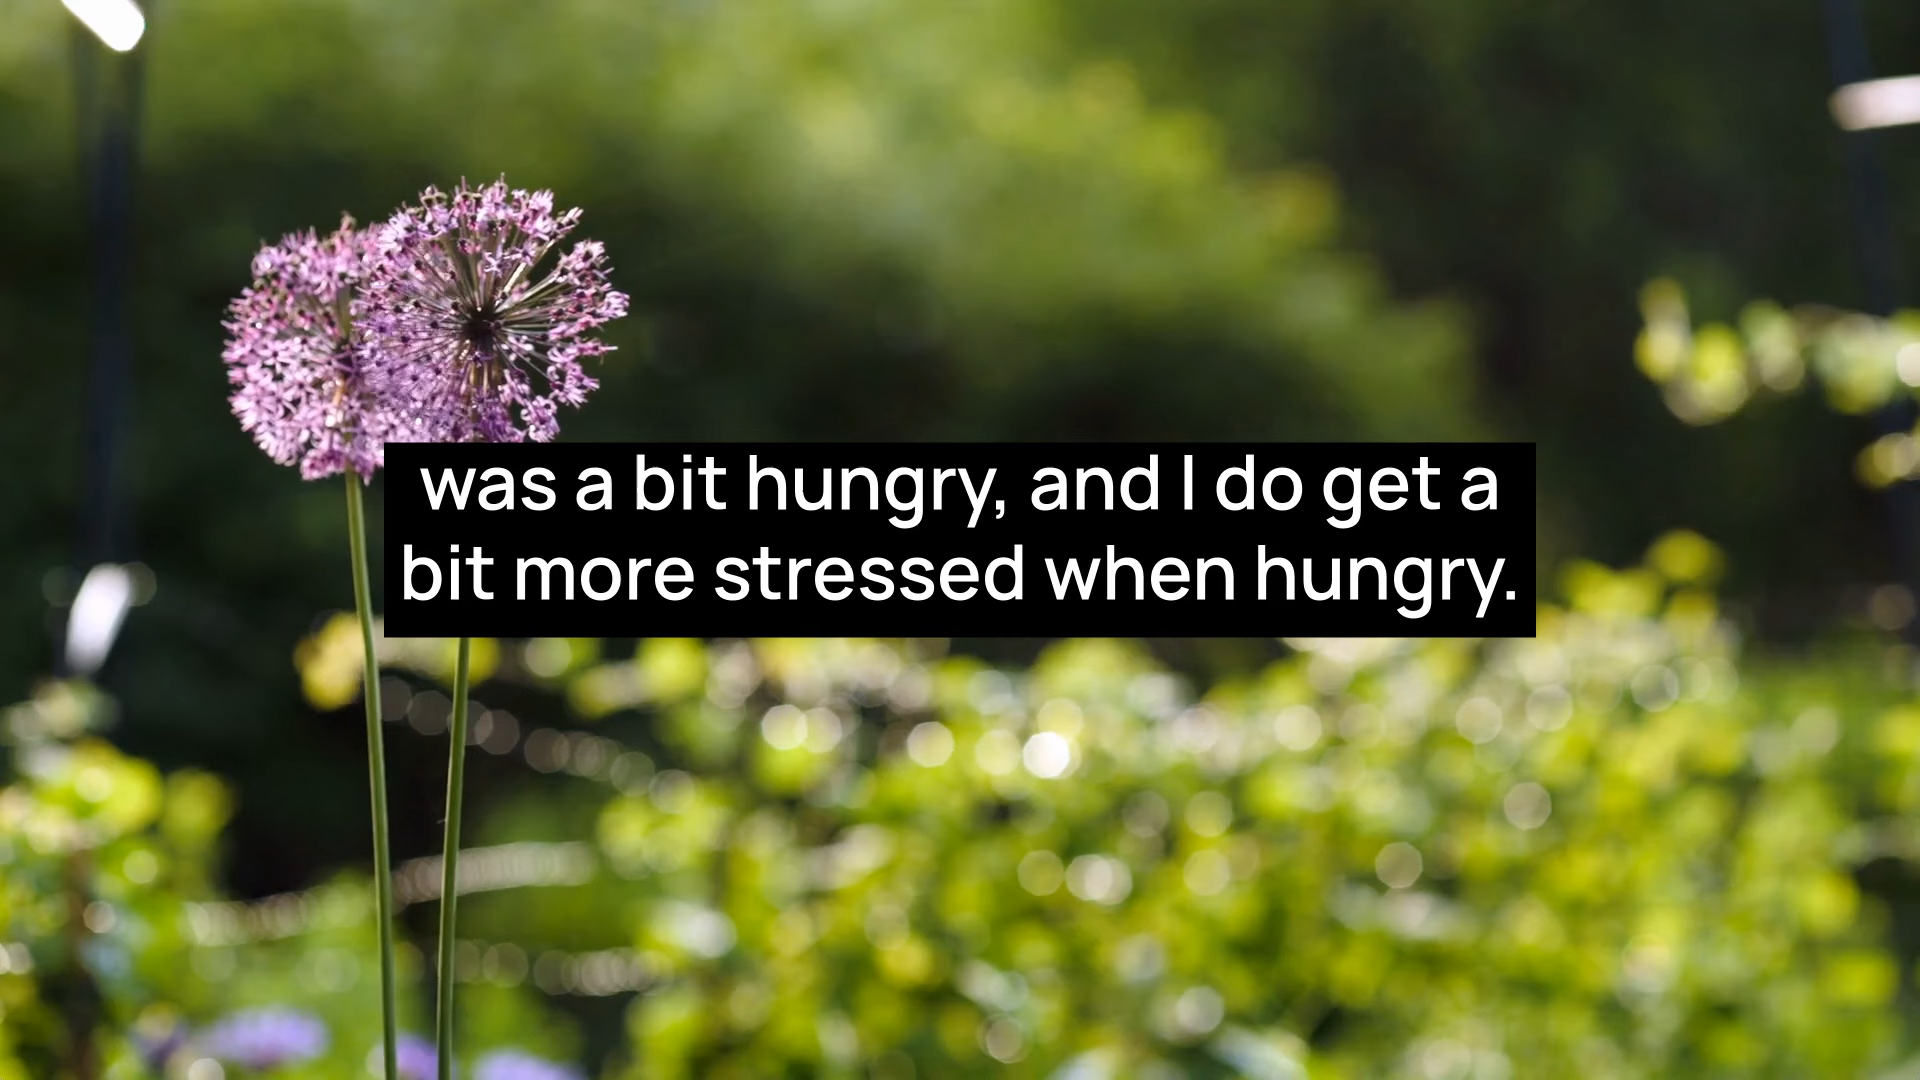 was a bit hungry, and I do get a
bit more stressed when hungry.